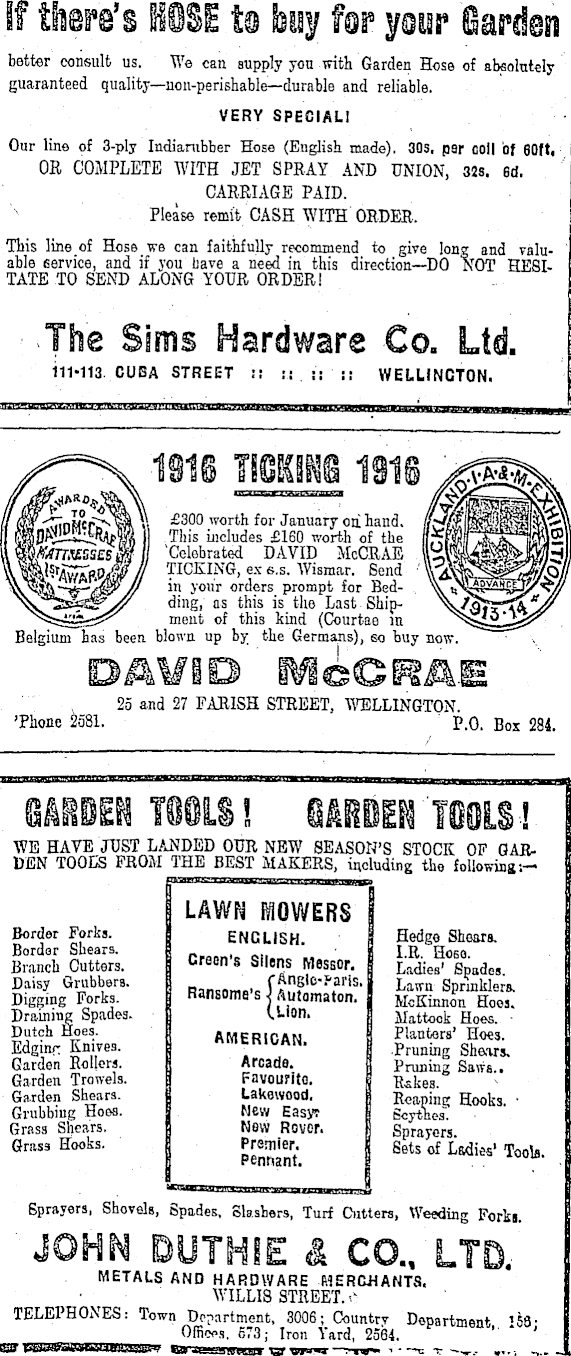 If there's HOSE to buy for your Garden
better consult us. We can supply you with Garden Hose of absolutely
guaranteed quality—non-perishable—durable and reliable.
VERY SPECIAL!
Our line of 3-ply Indiarubber Hose (English made). 30s. per coil of 60ft.
OR COMPLETE WITH JET SPRAY AND UNION, 32s. 6d.
CARRIAGE PAID.
Please remit CASH WITH ORDER.
This line of Hose we can faithfully recommend to give long and valu-
able service, and if you have a need in this direction—DO NOT HESI-
TATE TO SEND ALONG YOUR ORDER!
The Sims Hardware Co. Ltd.
111-113 CUBA STREET :: :: :: :: WELLINGTON.
1916 TICKING 1916
AWARDED
TO
DAVID McCRAE
MATTRESSES
1ST AWARD
£300 worth for January on hand.
This includes £160 worth of the
Celebrated DAVID McCRAE
TICKING, ex s.s. Wismar. Send
in your orders prompt for Bed-
ding, as this is the Last Ship-
ment of this kind (Courtae in
Belgium has been blown up by the Germans), so buy now.
AUCKLAND·I·A·&·M·EXHIBITION
ADVANCE
1913-14
DAVID McCRAE
25 and 27 FARISH STREET, WELLINGTON.
'Phone 2581. P.O. Box 284.
GARDEN TOOLS! GARDEN TOOLS!
WE HAVE JUST LANDED OUR NEW SEASON'S STOCK OF GAR-
DEN TOOLS FROM THE BEST MAKERS, including the following:—
Border Forks.
Border Shears.
Branch Cutters.
Daisy Grubbers.
Digging Forks.
Draining Spades.
Dutch Hoes.
Edging Knives.
Garden Rollers.
Garden Trowels.
Garden Shears.
Grubbing Hoes.
Grass Shears.
Grass Hooks.
LAWN MOWERS
ENGLISH.
Green's Silens Messor.
Ransome's { Anglo-Paris.
Automaton.
Lion.
AMERICAN.
Arcade.
Favourite.
Lakewood.
New Easy.
New Rover.
Premier.
Pennant.
Hedge Shears.
I.R. Hose.
Ladies' Spades.
Lawn Sprinklers.
McKinnon Hoes.
Mattock Hoes.
Planters' Hoes.
Pruning Shears.
Pruning Saws.
Rakes.
Reaping Hooks.
Scythes.
Sprayers.
Sets of Ladies' Tools.
Sprayers, Shovels, Spades, Slashers, Turf Cutters, Weeding Forks.
JOHN DUTHIE & CO., LTD.
METALS AND HARDWARE MERCHANTS.
WILLIS STREET.
TELEPHONES: Town Department, 3006; Country Department,
Offices, 573; Iron Yard, 2564.